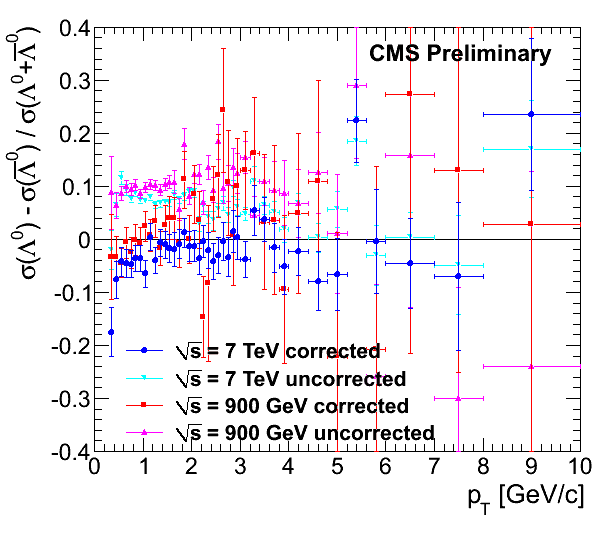 CMS Preliminary
σ(Λ⁰) - σ(Λ̅⁰) / σ(Λ⁰+Λ̅⁰)
0.4
0.3
0.2
0.1
0
-0.1
-0.2
-0.3
-0.4
√s = 7 TeV corrected
√s = 7 TeV uncorrected
√s = 900 GeV corrected
√s = 900 GeV uncorrected
0 1 2 3 4 5 6 7 8 9 10
p_T [GeV/c]